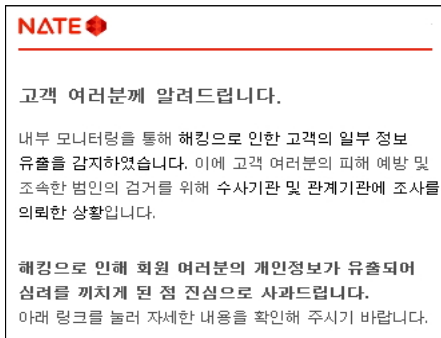 NATE
고객 여러분께 알려드립니다.
내부 모니터링을 통해 해킹으로 인한 고객의 일부 정보
유출을 감지하였습니다. 이에 고객 여러분의 피해 예방 및
조속한 범인의 검거를 위해 수사기관 및 관계기관에 조사를
의뢰한 상황입니다.
해킹으로 인해 회원 여러분의 개인정보가 유출되어
심려를 끼치게 된 점 진심으로 사과드립니다.
아래 링크를 눌러 자세한 내용을 확인해 주시기 바랍니다.